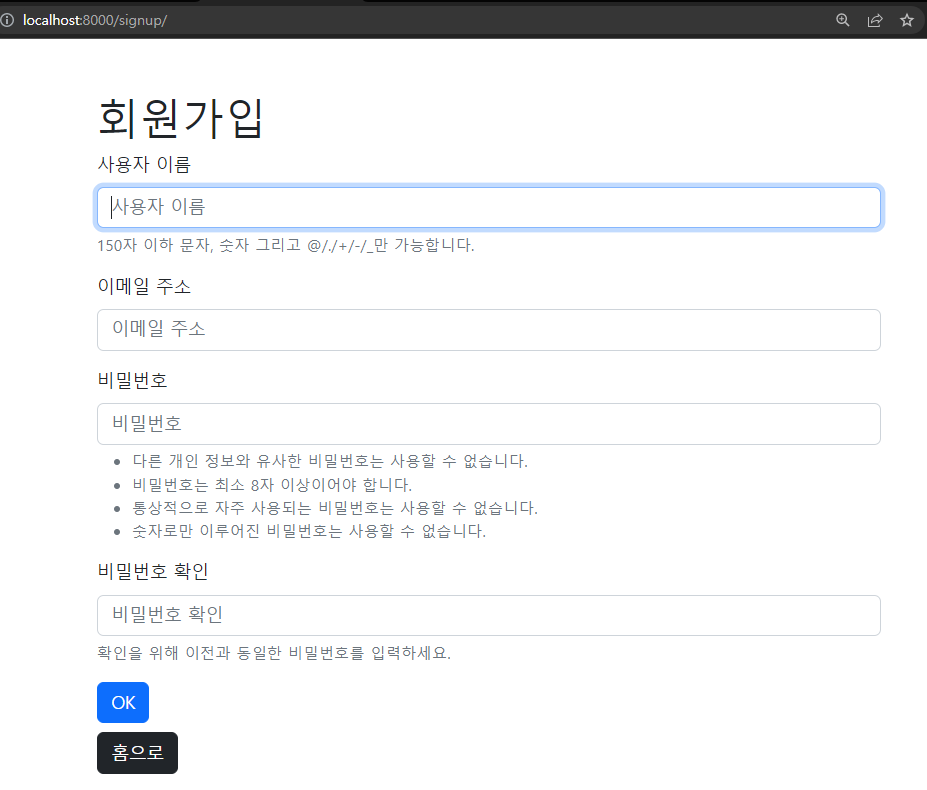 localhost:8000/signup/
회원가입
사용자 이름
사용자 이름
150자 이하 문자, 숫자 그리고 @/./+/-/_만 가능합니다.
이메일 주소
이메일 주소
비밀번호
비밀번호
다른 개인 정보와 유사한 비밀번호는 사용할 수 없습니다.
비밀번호는 최소 8자 이상이어야 합니다.
통상적으로 자주 사용되는 비밀번호는 사용할 수 없습니다.
숫자로만 이루어진 비밀번호는 사용할 수 없습니다.
비밀번호 확인
비밀번호 확인
확인을 위해 이전과 동일한 비밀번호를 입력하세요.
OK
홈으로